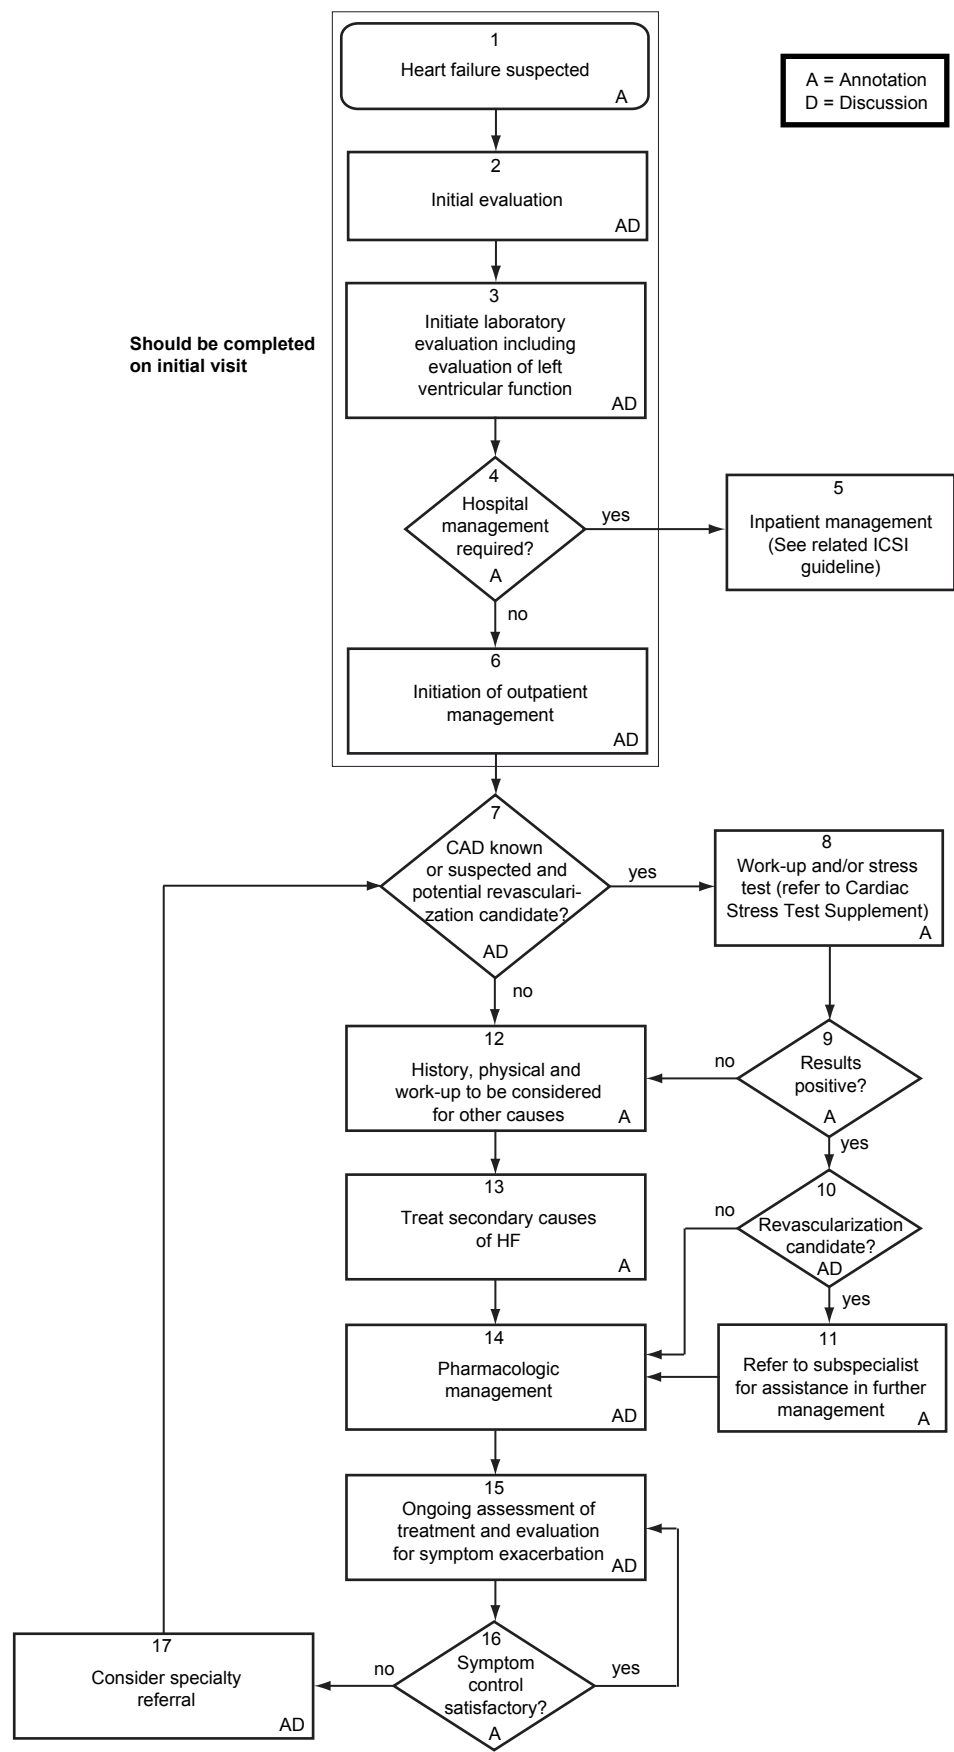 1
Heart failure suspected
A
A = Annotation
D = Discussion
2
Initial evaluation
AD
Should be completed
on initial visit
3
Initiate laboratory
evaluation including
evaluation of left
ventricular function
AD
4
Hospital
management
required?
A
yes
no
5
Inpatient management
(See related ICSI
guideline)
6
Initiation of outpatient
management
AD
7
CAD known
or suspected and
potential revasculari-
zation candidate?
AD
yes
no
8
Work-up and/or stress
test (refer to Cardiac
Stress Test Supplement)
A
9
Results
positive?
A
no
yes
12
History, physical and
work-up to be considered
for other causes
A
10
Revascularization
candidate?
AD
no
yes
13
Treat secondary causes
of HF
A
11
Refer to subspecialist
for assistance in further
management
A
14
Pharmacologic
management
AD
15
Ongoing assessment of
treatment and evaluation
for symptom exacerbation
AD
16
Symptom
control
satisfactory?
A
no
yes
17
Consider specialty
referral
AD